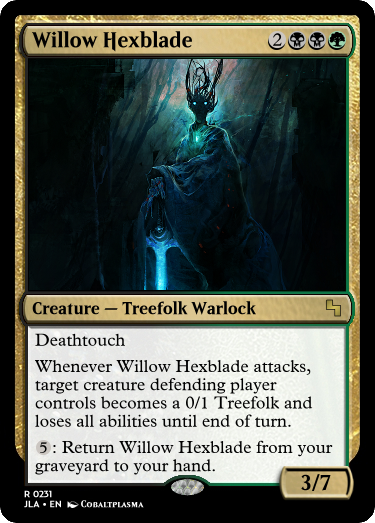 Willow Hexblade 2
Creature — Treefolk Warlock
Deathtouch
Whenever Willow Hexblade attacks,
target creature defending player
controls becomes a 0/1 Treefolk and
loses all abilities until end of turn.
5: Return Willow Hexblade from your
graveyard to your hand.
3/7
R 0231
JLA • EN Cobaltplasma